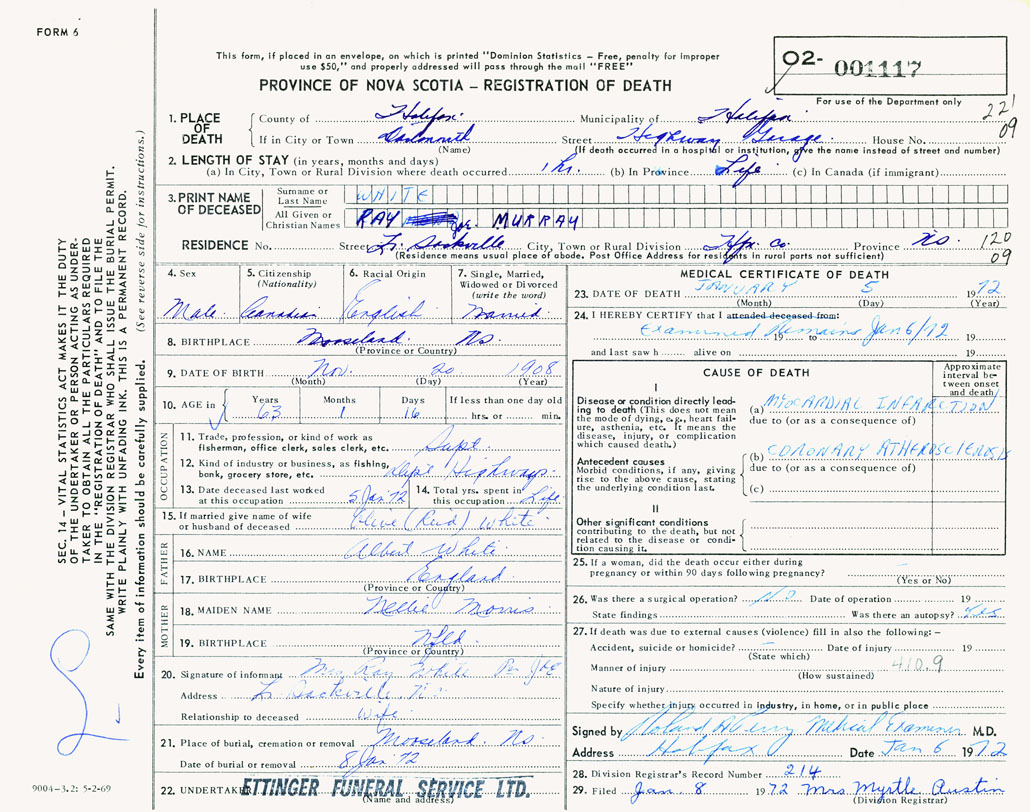 FORM 6
This form, if placed in an envelope, on which is printed "Dominion Statistics – Free, penalty for improper
use $50," and properly addressed will pass through the mail "FREE"
PROVINCE OF NOVA SCOTIA – REGISTRATION OF DEATH
02- 001117
For use of the Department only
221
09
1. PLACE OF DEATH
County of Halifax Municipality of Halifax
If in City or Town Dartmouth Street Highway Garage House No.
(Name) (If death occurred in a hospital or institution, give the name instead of street and number)
2. LENGTH OF STAY (in years, months and days)
(a) In City, Town or Rural Division where death occurred 1 hr. (b) In Province Life (c) In Canada (if immigrant)
3. PRINT NAME OF DECEASED
Surname or Last Name WHITE
All Given or Christian Names RAY MURRAY
RESIDENCE No. Street Lr. Sackville City, Town or Rural Division Hfx. Co. Province N.S. 120
(Residence means usual place of abode. Post Office Address for residents in rural parts not sufficient) 09
4. Sex
Male
5. Citizenship (Nationality)
Canadian
6. Racial Origin
English
7. Single, Married, Widowed or Divorced (write the word)
Married
8. BIRTHPLACE Mooseland N.S.
(Province or Country)
9. DATE OF BIRTH Nov. 20 1908
(Month) (Day) (Year)
10. AGE in Years 63 Months 1 Days 16 If less than one day old hrs. or min.
OCCUPATION
11. Trade, profession, or kind of work as
fisherman, office clerk, sales clerk, etc. Supt.
12. Kind of industry or business, as fishing,
bank, grocery store, etc. Dept Highways
13. Date deceased last worked
at this occupation 5 Jan 72
14. Total yrs. spent in
this occupation Life
15. If married give name of wife
or husband of deceased Olive (Reid) White
FATHER
16. NAME Albert White
17. BIRTHPLACE England
(Province or Country)
MOTHER
18. MAIDEN NAME Nellie Morris
19. BIRTHPLACE Nfld
(Province or Country)
20. Signature of informant Mrs Ray White
Address Lr Sackville N.S.
Relationship to deceased Wife
21. Place of burial, cremation or removal Mooseland N.S.
Date of burial or removal 8 Jan 72
22. UNDERTAKER ETTINGER FUNERAL SERVICE LTD.
(Name and address)
MEDICAL CERTIFICATE OF DEATH
23. DATE OF DEATH JANUARY 5 1972
(Month) (Day) (Year)
24. I HEREBY CERTIFY that I attended deceased from:
Examined Remains Jan 6/72
19 to 19
and last saw h alive on 19
CAUSE OF DEATH
Approximate interval between onset and death
I
Disease or condition directly leading to death (This does not mean the mode of dying, e.g., heart failure, asthenia, etc. It means the disease, injury, or complication which caused death.)
(a) MYOCARDIAL INFARCTION
due to (or as a consequence of)
Antecedent causes
Morbid conditions, if any, giving rise to the above cause, stating the underlying condition last.
(b) CORONARY ATHEROSCLEROSIS
due to (or as a consequence of)
(c)
II
Other significant conditions
contributing to the death, but not related to the disease or condition causing it.
25. If a woman, did the death occur either during
pregnancy or within 90 days following pregnancy?
(Yes or No)
26. Was there a surgical operation? NO Date of operation 19
State findings Was there an autopsy? Yes
27. If death was due to external causes (violence) fill in also the following: –
Accident, suicide or homicide? Date of injury 19
(State which)
Manner of injury 410.9
(How sustained)
Nature of injury
Specify whether injury occurred in industry, in home, or in public place
Signed by Roland A Perry Medical Examiner M.D.
Address Halifax Date Jan 6 1972
28. Division Registrar's Record Number 214
29. Filed Jan. 8 1972 Mrs Myrtle Austin
(Division Registrar)
SEC. 14 – VITAL STATISTICS ACT MAKES IT THE DUTY
OF THE UNDERTAKER OR PERSON ACTING AS UNDER-
TAKER TO OBTAIN ALL THE PARTICULARS REQUIRED
IN THE "REGISTRATION OF DEATH" AND TO FILE THE
SAME WITH THE DIVISION REGISTRAR WHO SHALL ISSUE THE BURIAL PERMIT.
WRITE PLAINLY WITH UNFADING INK. THIS IS A PERMANENT RECORD.
Every item of information should be carefully supplied. (See reverse side for instructions.)
9004-3.2: 5-2-69